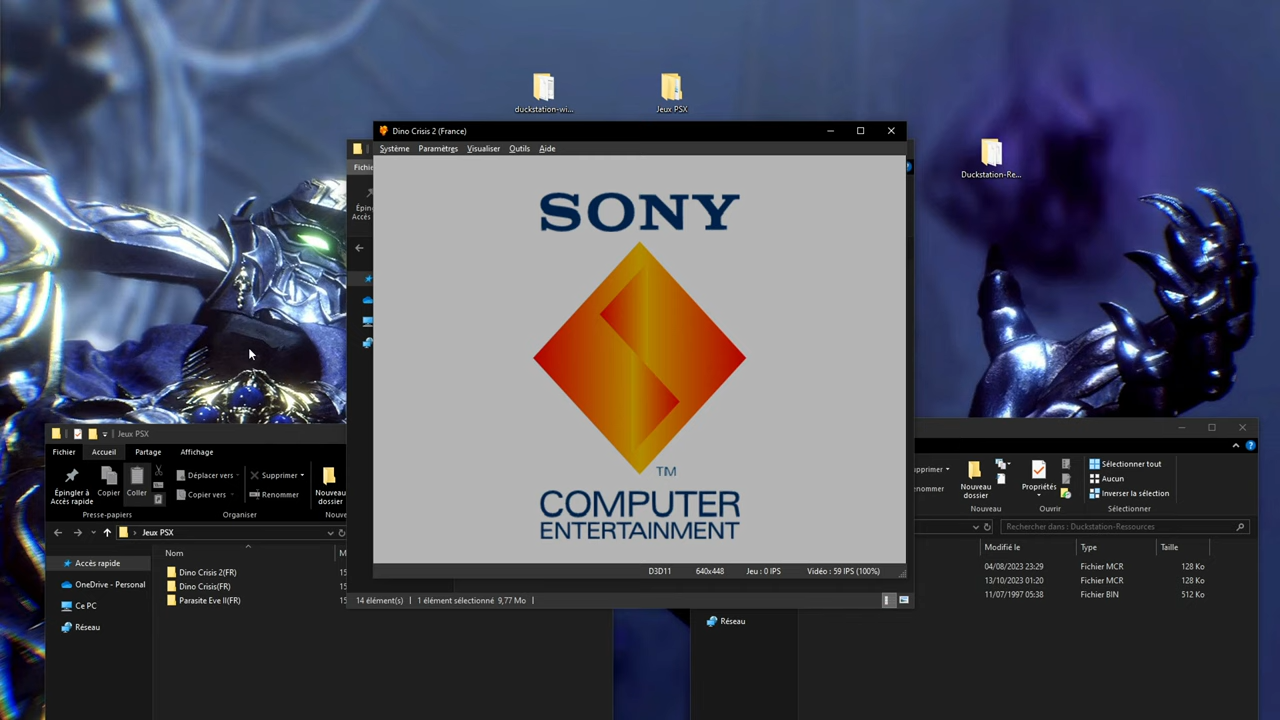 duckstation-wi...
Jeux PSX
Duckstation-Re...
Dino Crisis 2 (France)
Système Paramètres Visualiser Outils Aide
SONY
TM
COMPUTER
ENTERTAINMENT
D3D11 640x448 Jeu : 0 IPS Vidéo : 59 IPS (100%)
14 élément(s) 1 élément sélectionné 9,77 Mo
Jeux PSX
Fichier Accueil Partage Affichage
Épingler à
Accès rapide
Copier
Coller
Déplacer vers
Copier vers
Supprimer
Renommer
Nouveau
dossier
Presse-papiers
Organiser
Jeux PSX
Nom
Accès rapide
OneDrive - Personal
Ce PC
Réseau
Dino Crisis 2(FR)
Dino Crisis(FR)
Parasite Eve II(FR)
Nouveau
dossier
Propriétés
Sélectionner tout
Aucun
Inverser la sélection
Nouveau
Ouvrir
Sélectionner
Rechercher dans : Duckstation-Ressources
Modifié le Type Taille
04/08/2023 23:29 Fichier MCR 128 Ko
13/10/2023 01:20 Fichier MCR 128 Ko
11/07/1997 05:38 Fichier BIN 512 Ko
Réseau